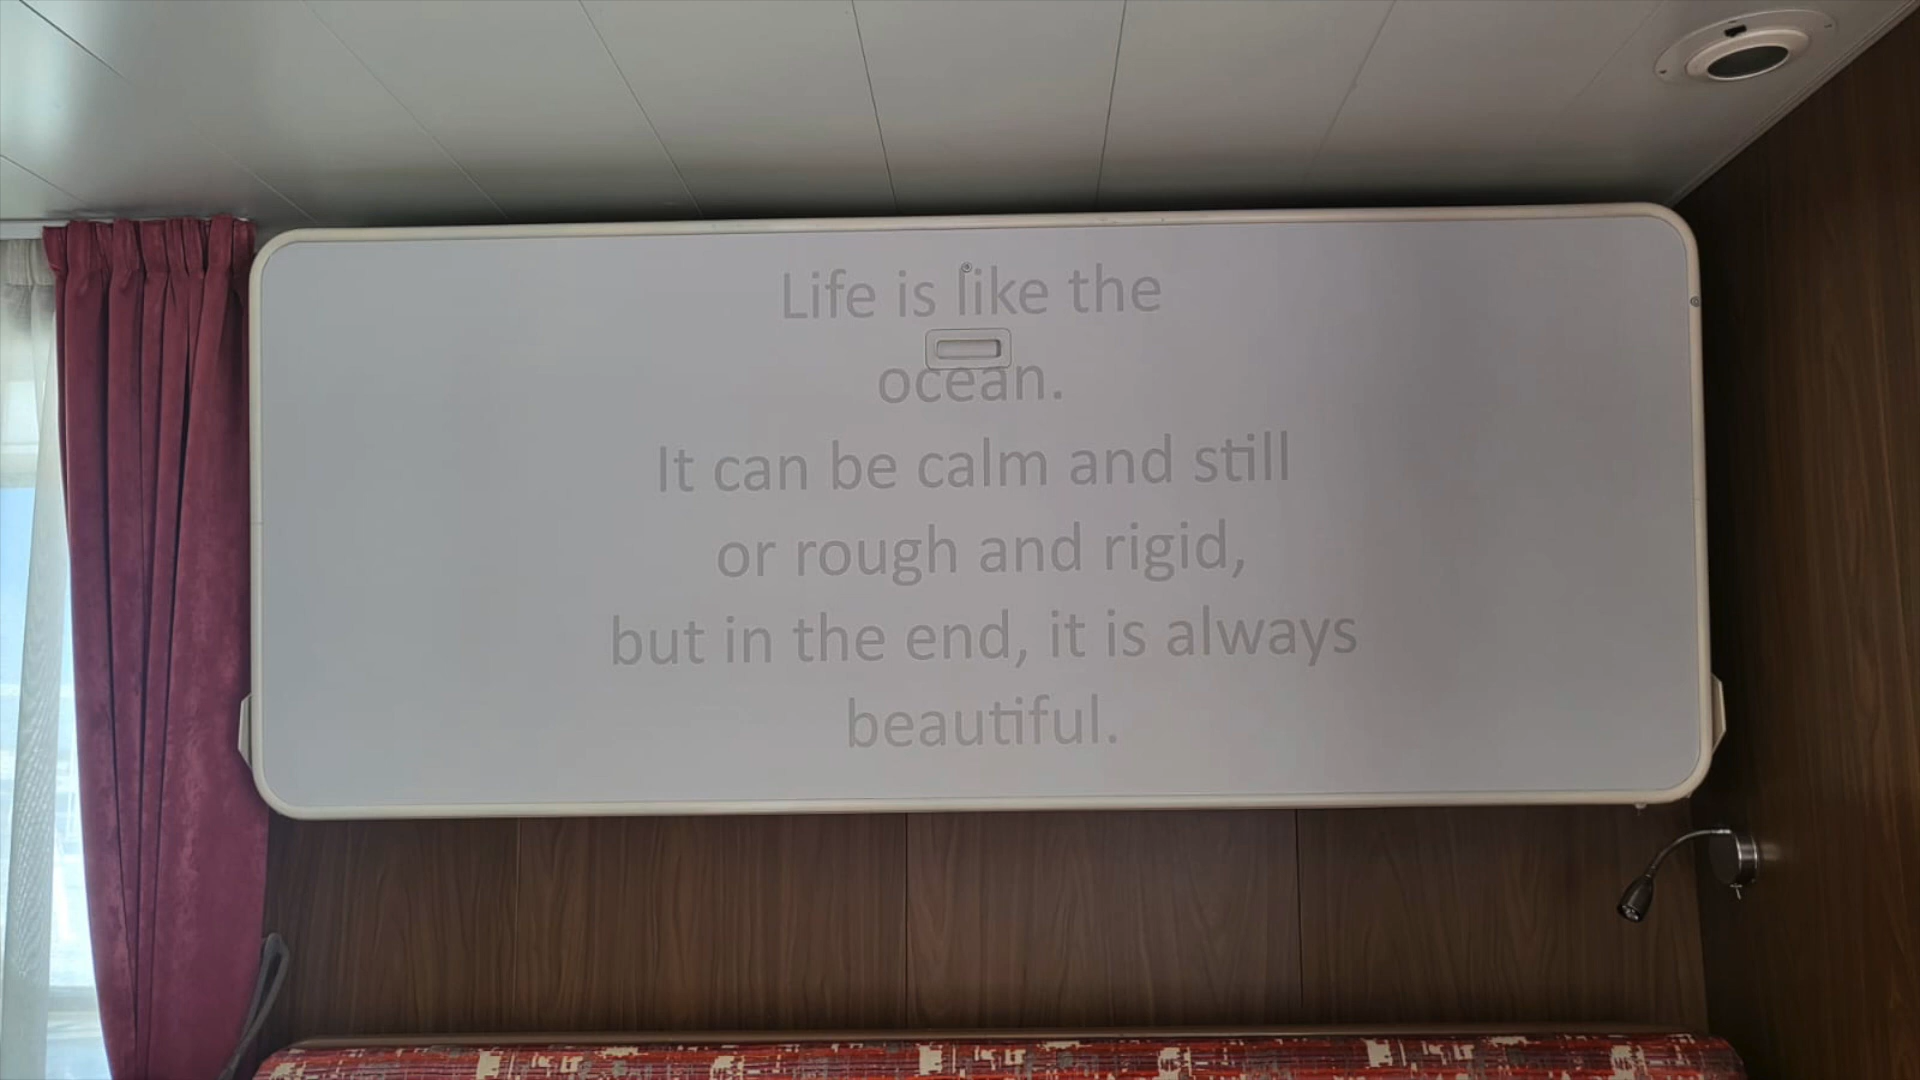 Life is like the
ocean.
It can be calm and still
or rough and rigid,
but in the end, it is always
beautiful.